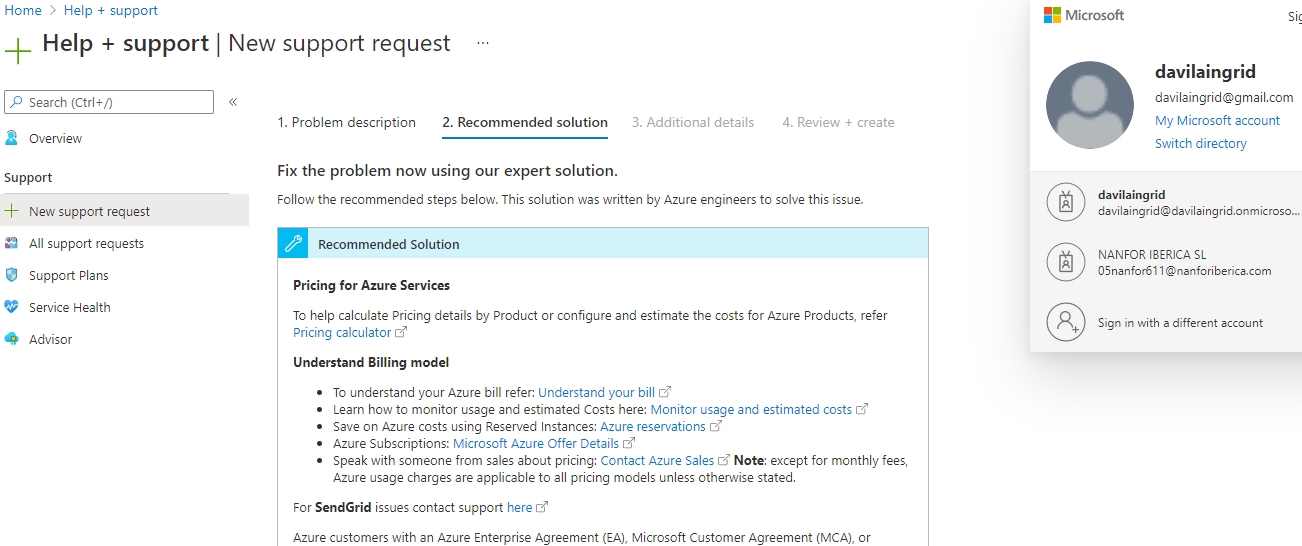 Home > Help + support
Help + support | New support request ...
Search (Ctrl+/) «
Overview
Support
New support request
All support requests
Support Plans
Service Health
Advisor
1. Problem description 2. Recommended solution 3. Additional details 4. Review + create
Fix the problem now using our expert solution.
Follow the recommended steps below. This solution was written by Azure engineers to solve this issue.
Recommended Solution
Pricing for Azure Services
To help calculate Pricing details by Product or configure and estimate the costs for Azure Products, refer
Pricing calculator
Understand Billing model
• To understand your Azure bill refer: Understand your bill
• Learn how to monitor usage and estimated Costs here: Monitor usage and estimated costs
• Save on Azure costs using Reserved Instances: Azure reservations
• Azure Subscriptions: Microsoft Azure Offer Details
• Speak with someone from sales about pricing: Contact Azure Sales Note: except for monthly fees,
Azure usage charges are applicable to all pricing models unless otherwise stated.
For SendGrid issues contact support here
Azure customers with an Azure Enterprise Agreement (EA), Microsoft Customer Agreement (MCA), or
Microsoft
davilaingrid
davilaingrid@gmail.com
My Microsoft account
Switch directory
davilaingrid
davilaingrid@davilaingrid.onmicroso...
NANFOR IBERICA SL
05nanfor611@nanforiberica.com
Sign in with a different account